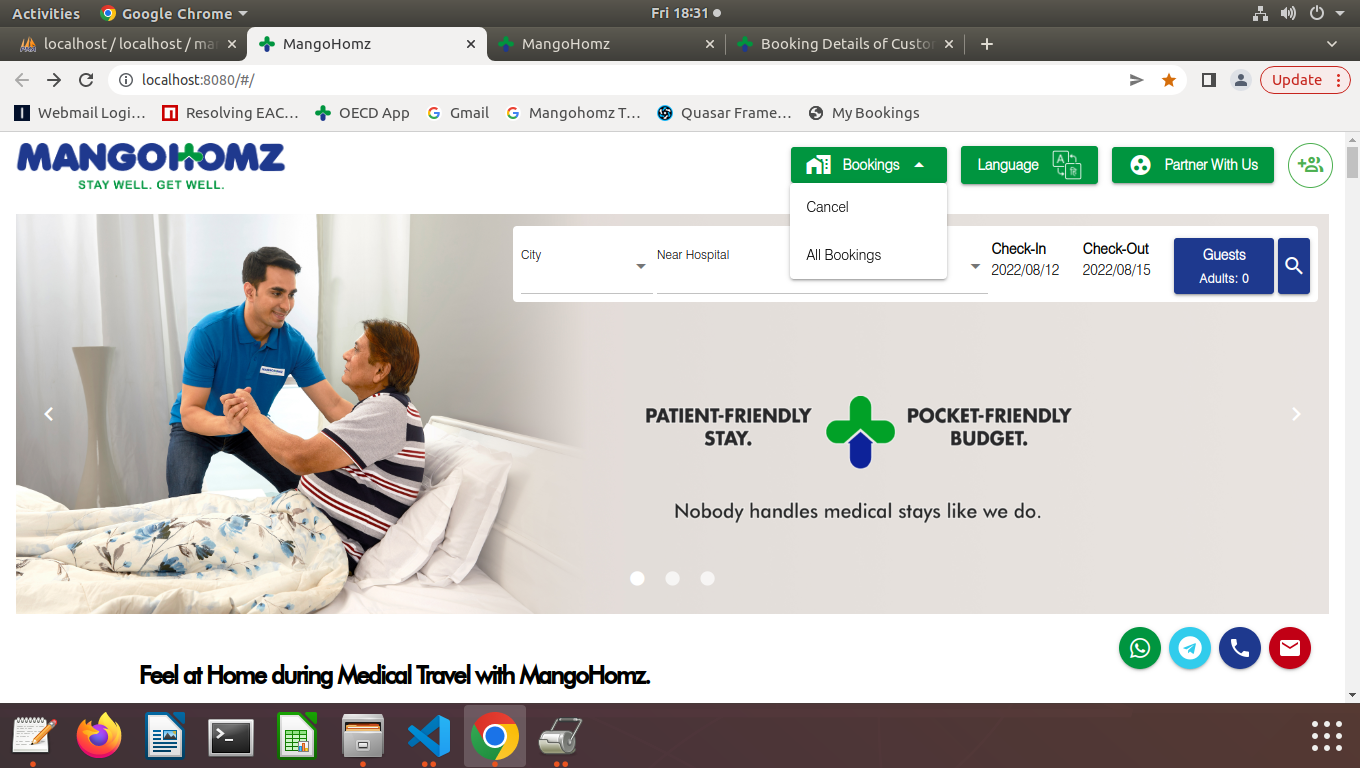 Activities
Google Chrome
Fri 18:31
localhost / localhost / ma
MangoHomz
MangoHomz
Booking Details of Custo
localhost:8080/#/
Update
Webmail Logi…
Resolving EAC…
OECD App
Gmail
Mangohomz T…
Quasar Frame…
My Bookings
MANGOHOMZ
STAY WELL. GET WELL.
Bookings
Language
Partner With Us
Cancel
All Bookings
City
Near Hospital
Check-In
2022/08/12
Check-Out
2022/08/15
Guests
Adults: 0
PATIENT-FRIENDLY
STAY.
POCKET-FRIENDLY
BUDGET.
Nobody handles medical stays like we do.
Feel at Home during Medical Travel with MangoHomz.